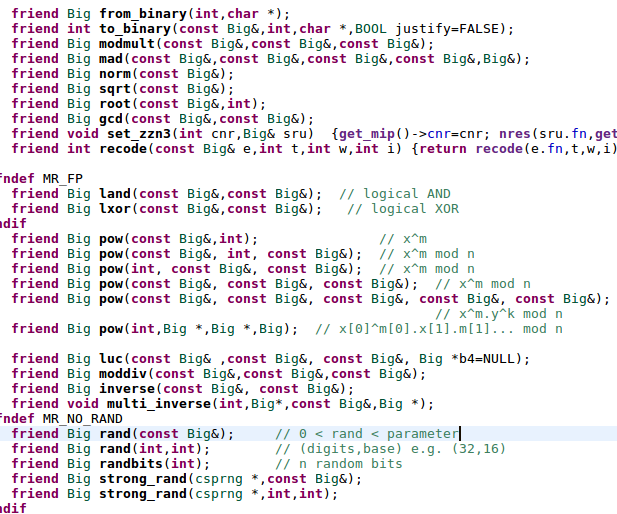 friend Big from_binary(int,char *);
friend int to_binary(const Big&,int,char *,BOOL justify=FALSE);
friend Big modmult(const Big&,const Big&,const Big&);
friend Big mad(const Big&,const Big&,const Big&,const Big&,Big&);
friend Big norm(const Big&);
friend Big sqrt(const Big&);
friend Big root(const Big&,int);
friend Big gcd(const Big&,const Big&);
friend void set_zzn3(int cnr,Big& sru)  {get_mip()->cnr=cnr; nres(sru.fn,get
friend int recode(const Big& e,int t,int w,int i) {return recode(e.fn,t,w,i)
fndef MR_FP
friend Big land(const Big&,const Big&);  // logical AND
friend Big lxor(const Big&,const Big&);   // logical XOR
ndif
friend Big pow(const Big&,int);               // x^m
friend Big pow(const Big&, int, const Big&);  // x^m mod n
friend Big pow(int, const Big&, const Big&);  // x^m mod n
friend Big pow(const Big&, const Big&, const Big&);  // x^m mod n
friend Big pow(const Big&, const Big&, const Big&, const Big&, const Big&);
// x^m.y^k mod n
friend Big pow(int,Big *,Big *,Big);  // x[0]^m[0].x[1].m[1]... mod n
friend Big luc(const Big& ,const Big&, const Big&, Big *b4=NULL);
friend Big moddiv(const Big&,const Big&,const Big&);
friend Big inverse(const Big&, const Big&);
friend void multi_inverse(int,Big*,const Big&,Big *);
fndef MR_NO_RAND
friend Big rand(const Big&);     // 0 < rand < parameter
friend Big rand(int,int);        // (digits,base) e.g. (32,16)
friend Big randbits(int);        // n random bits
friend Big strong_rand(csprng *,const Big&);
friend Big strong_rand(csprng *,int,int);
ndif